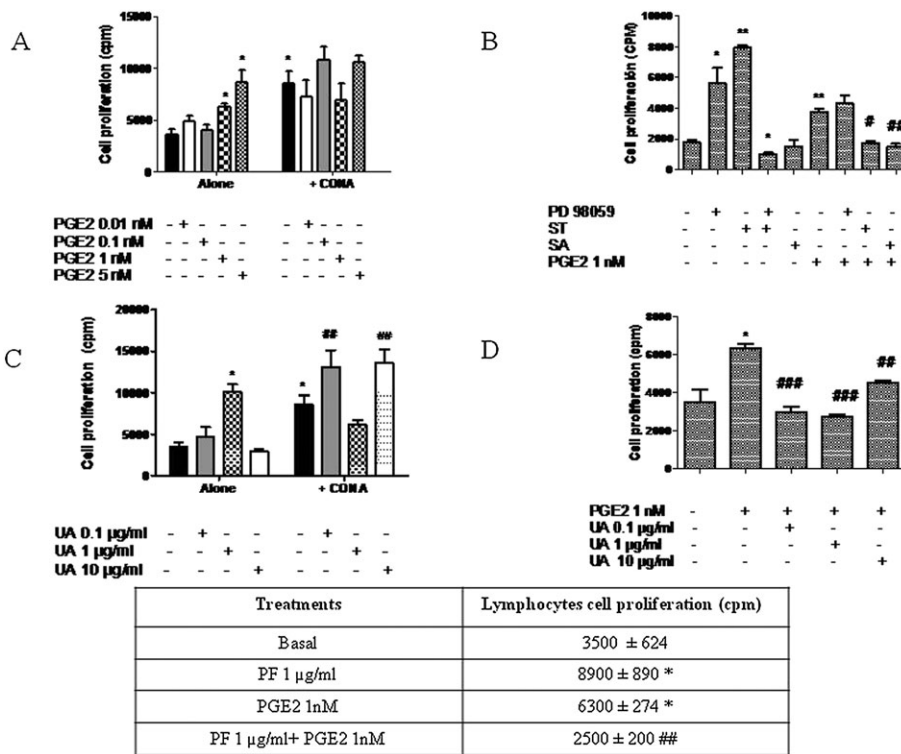 A
15000
10000
5000
0
Cell proliferation (cpm)
* * *
Alone + CONA
PGE2 0.01 nM - + - - - - + - - -
PGE2 0.1 nM - - + - - - - + - -
PGE2 1 nM - - - + - - - - + -
PGE2 5 nM - - - - + - - - - +
B
10000
8000
6000
4000
2000
0
Cell proliferación (CPM)
* ** * ** # ##
PD 98059 - + - + - - + - -
ST - - + + - - - + -
SA - - - - + - - - +
PGE2 1 nM - - - - - + + + +
C
20000
15000
10000
5000
0
Cell proliferation (cpm)
* * ## ##
Alone + CONA
UA 0.1 µg/ml - + - - - + - -
UA 1 µg/ml - - + - - - + -
UA 10 µg/ml - - - + - - - +
D
8000
6000
4000
2000
0
Cell proliferation (cpm)
* ### ### ##
PGE2 1 nM - + + + +
UA 0.1 µg/ml - - + - -
UA 1 µg/ml - - - + -
UA 10 µg/ml - - - - +
Treatments Lymphocytes cell proliferation (cpm)
Basal 3500 ± 624
PF 1 µg/ml 8900 ± 890 *
PGE2 1nM 6300 ± 274 *
PF 1 µg/ml+ PGE2 1nM 2500 ± 200 ##